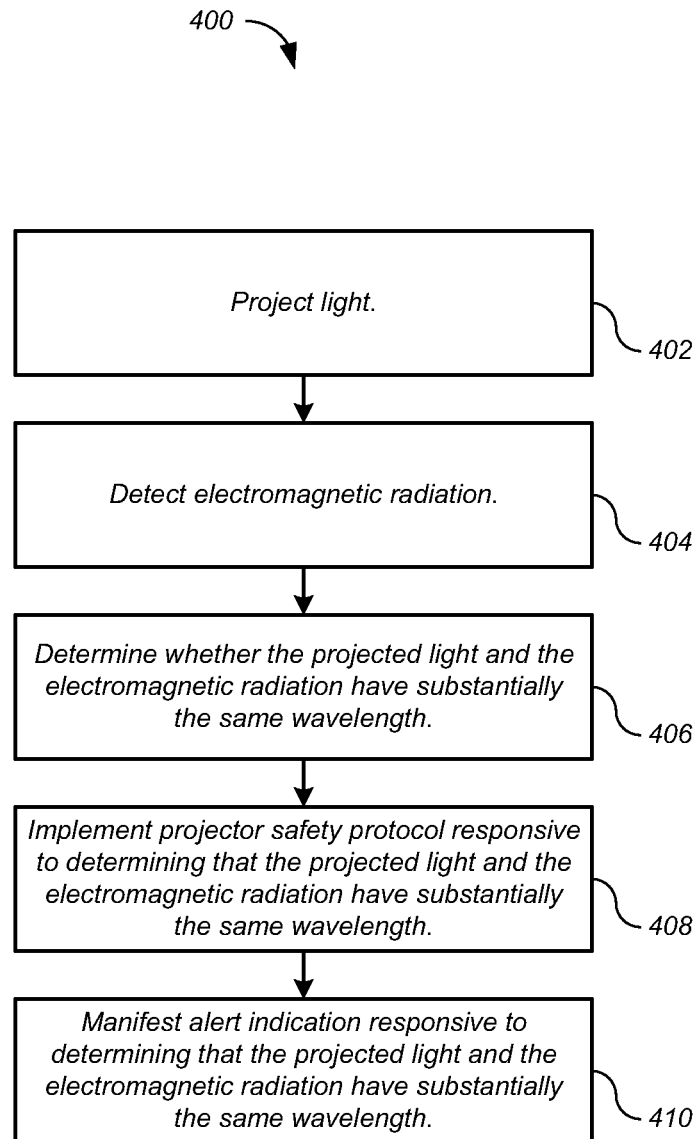 400
Project light.
402
Detect electromagnetic radiation.
404
Determine whether the projected light and the
electromagnetic radiation have substantially
the same wavelength.
406
Implement projector safety protocol responsive
to determining that the projected light and the
electromagnetic radiation have substantially
the same wavelength.
408
Manifest alert indication responsive to
determining that the projected light and the
electromagnetic radiation have substantially
the same wavelength.
410